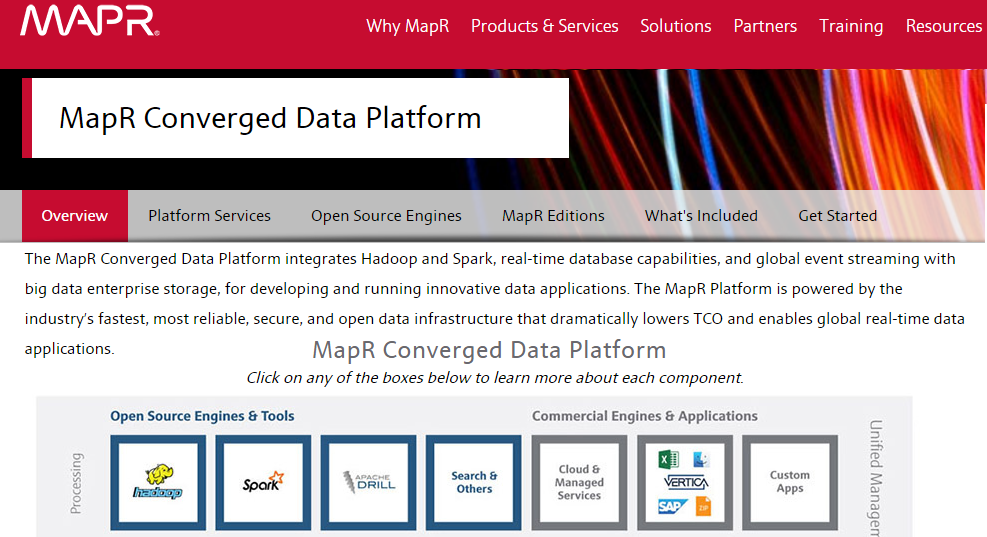 MAPR®
Why MapR Products & Services Solutions Partners Training Resources
MapR Converged Data Platform
Overview Platform Services Open Source Engines MapR Editions What's Included Get Started
The MapR Converged Data Platform integrates Hadoop and Spark, real-time database capabilities, and global event streaming with
big data enterprise storage, for developing and running innovative data applications. The MapR Platform is powered by the
industry's fastest, most reliable, secure, and open data infrastructure that dramatically lowers TCO and enables global real-time data
applications.
MapR Converged Data Platform
Click on any of the boxes below to learn more about each component.
Open Source Engines & Tools Commercial Engines & Applications
Processing
hadoop
Spark
APACHE
DRILL
Search &
Others
Cloud &
Managed
Services
VERTICA
SAP ZIP
Custom
Apps
Unified